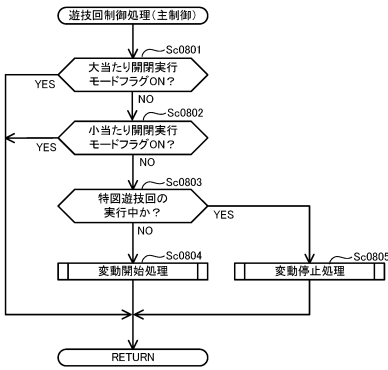 遊技回制御処理(主制御)
Sc0801
大当たり開閉実行
モードフラグON?
YES
NO
Sc0802
小当たり開閉実行
モードフラグON?
YES
NO
Sc0803
特図遊技回の
実行中か?
YES
NO
Sc0804
変動開始処理
Sc0805
変動停止処理
RETURN